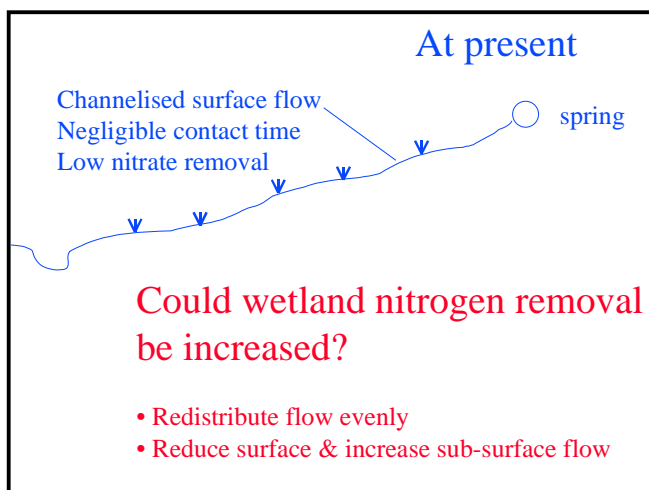 At present
Channelised surface flow
Negligible contact time
Low nitrate removal
spring
Could wetland nitrogen removal
be increased?
• Redistribute flow evenly
• Reduce surface & increase sub-surface flow